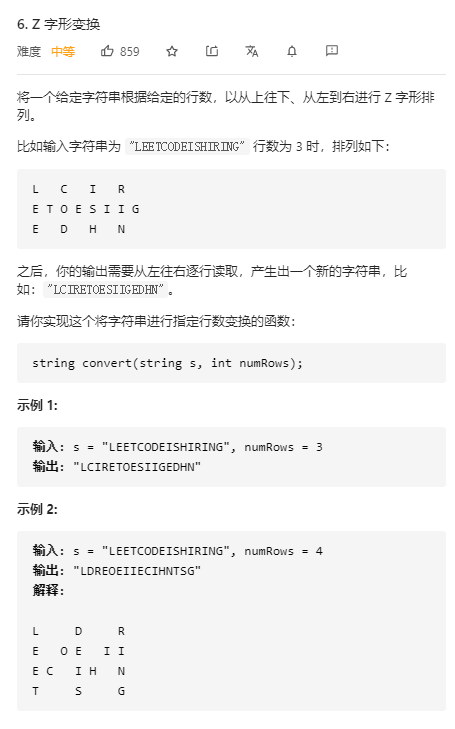 6. Z 字形变换
难度 中等 859
将一个给定字符串根据给定的行数，以从上往下、从左到右进行 Z 字形排
列。
比如输入字符串为 "LEETCODEISHIRING" 行数为 3 时，排列如下：
L   C   I   R
E T O E S I I G
E   D   H   N
之后，你的输出需要从左往右逐行读取，产生出一个新的字符串，比
如："LCIRETOESIIGEDHN"。
请你实现这个将字符串进行指定行数变换的函数：
string convert(string s, int numRows);
示例 1:
输入: s = "LEETCODEISHIRING", numRows = 3
输出: "LCIRETOESIIGEDHN"
示例 2:
输入: s = "LEETCODEISHIRING", numRows = 4
输出: "LDREOEIIECIHNTSG"
解释:
L     D     R
E   O E   I I
E C   I H   N
T     S     G